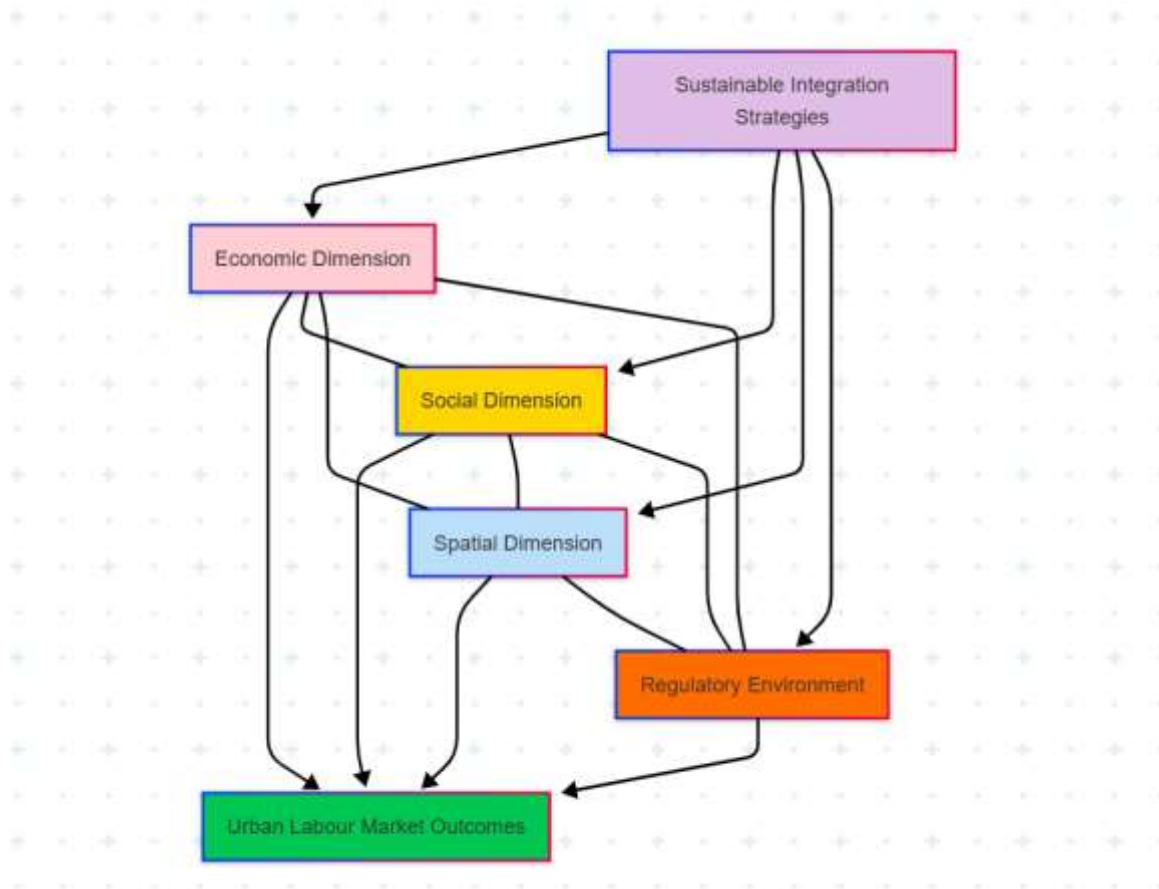 Sustainable Integration
Strategies
Economic Dimension
Social Dimension
Spatial Dimension
Regulatory Environment
Urban Labour Market Outcomes